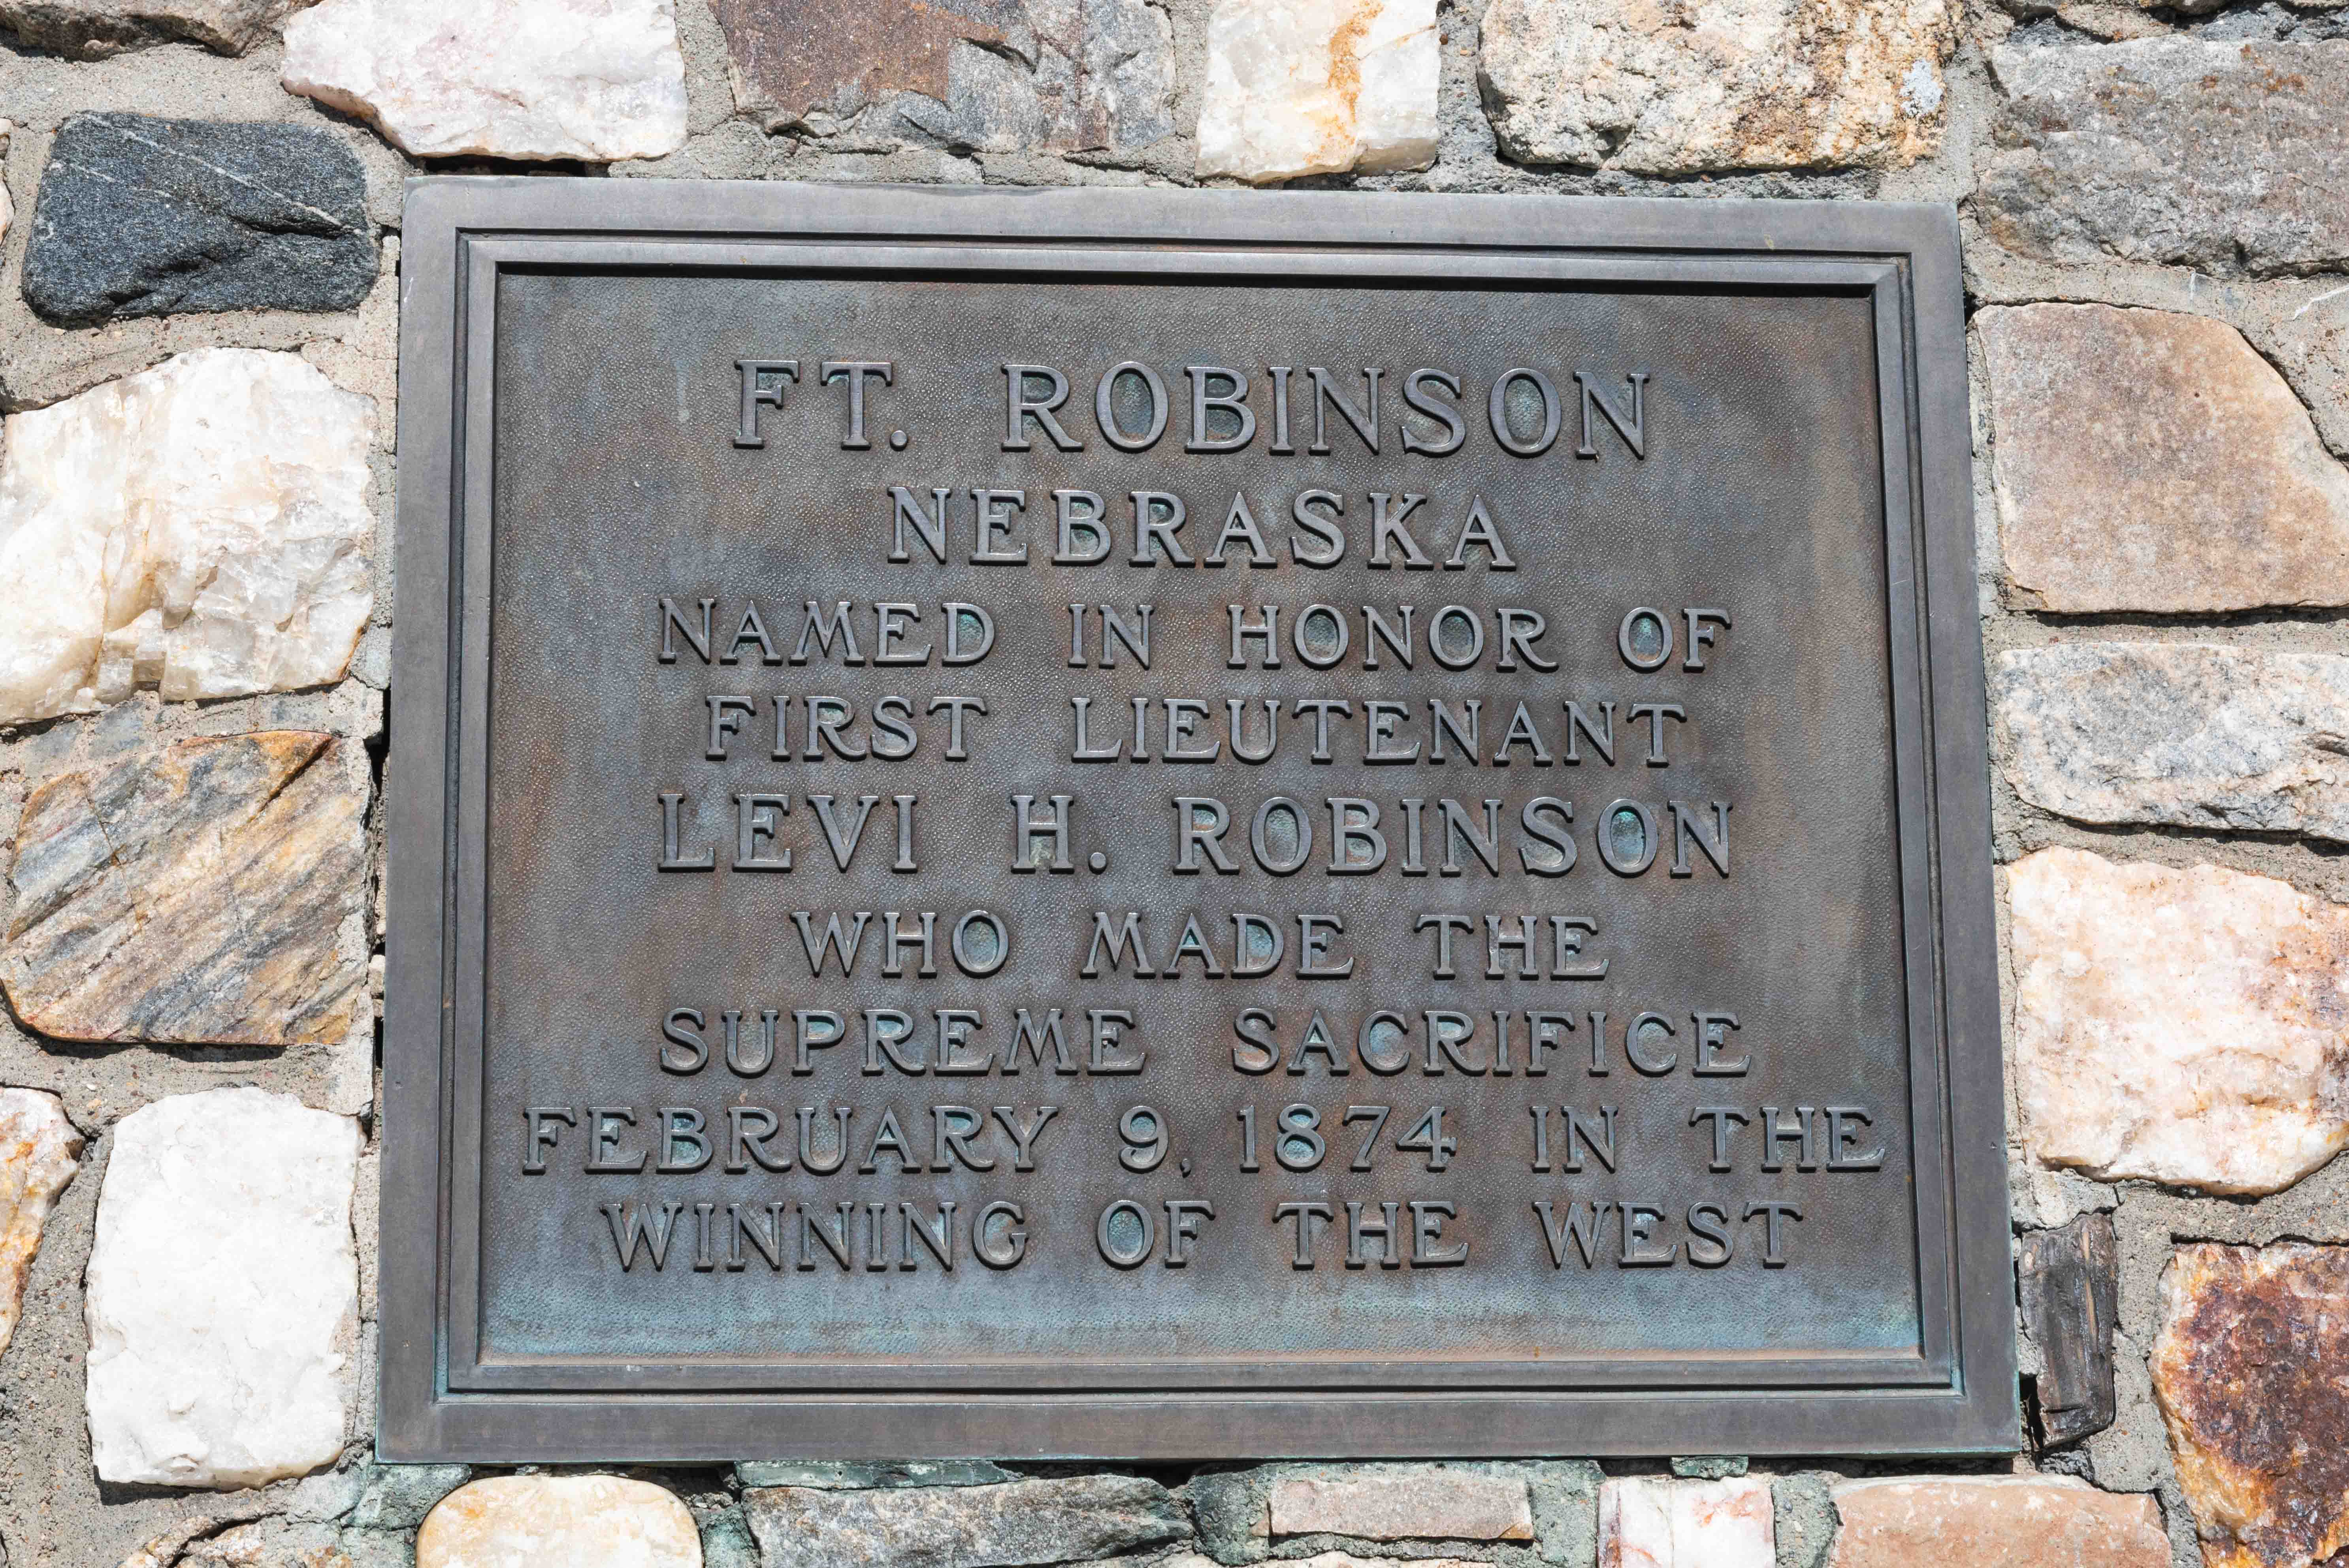 FT. ROBINSON
NEBRASKA
NAMED IN HONOR OF
FIRST LIEUTENANT
LEVI H. ROBINSON
WHO MADE THE
SUPREME SACRIFICE
FEBRUARY 9, 1874 IN THE
WINNING OF THE WEST